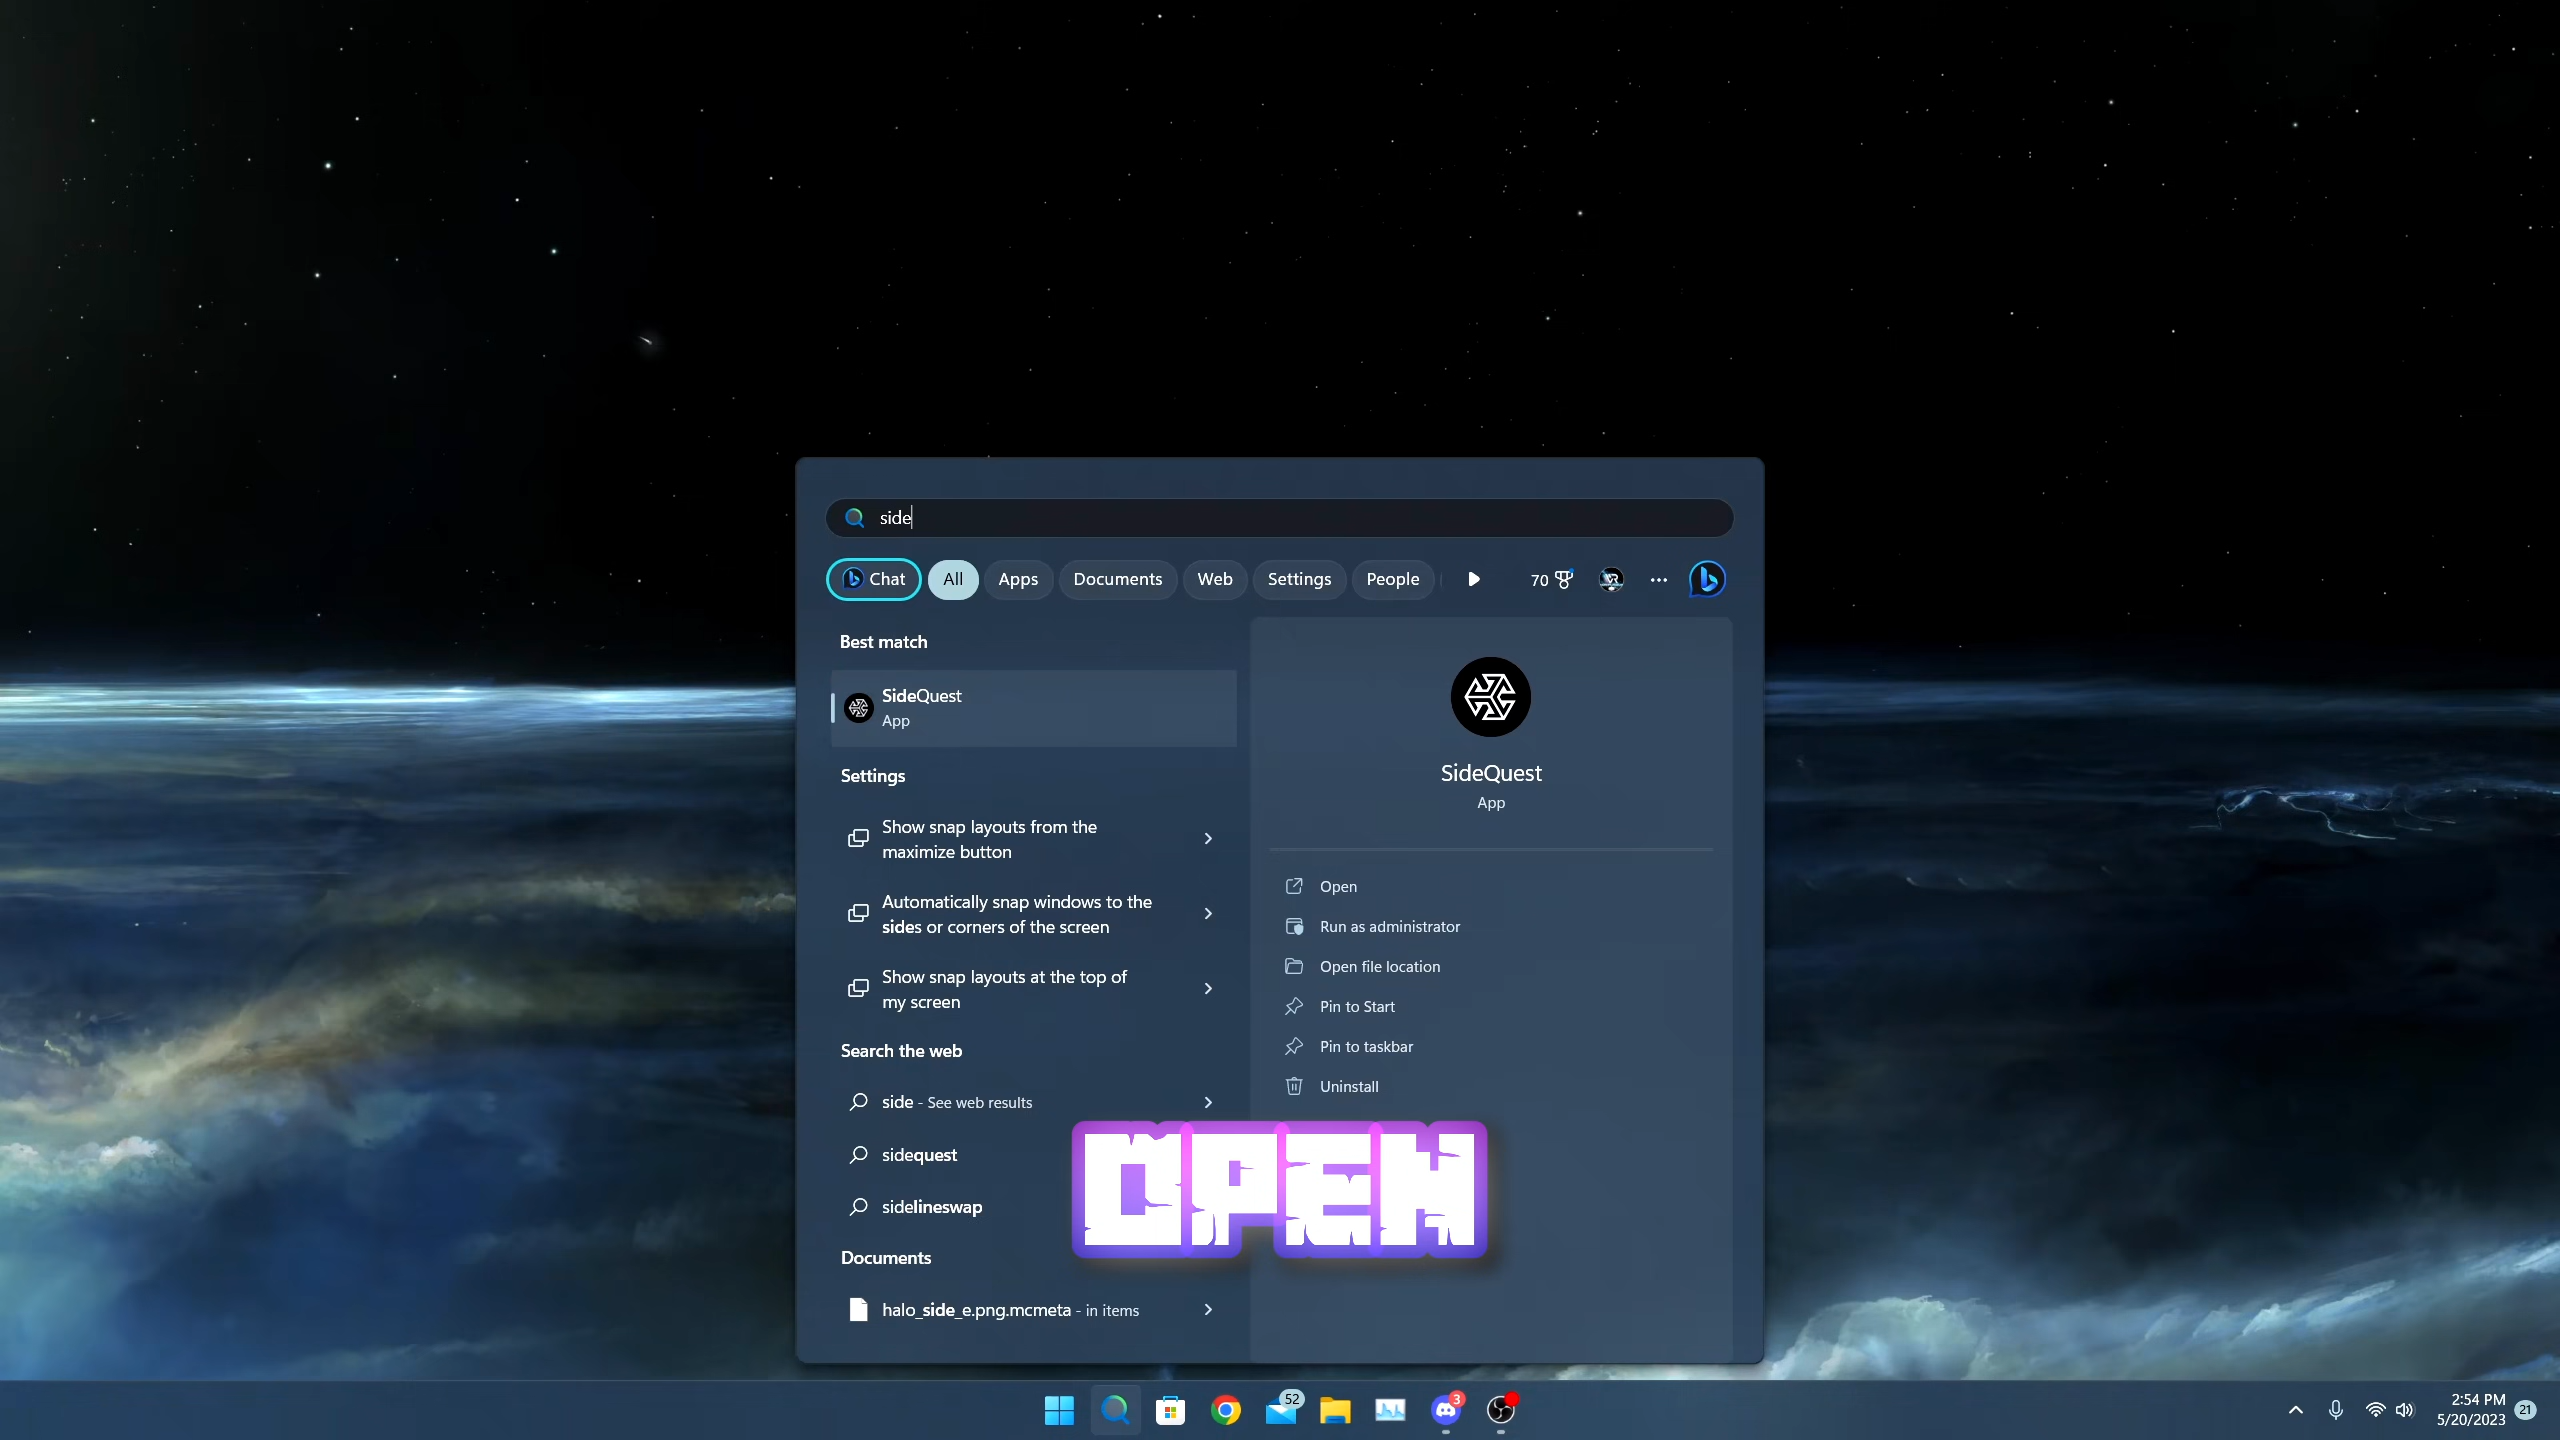 side
Chat
All
Apps
Documents
Web
Settings
People
70
Best match
SideQuest
App
Settings
Show snap layouts from the
maximize button
Automatically snap windows to the
sides or corners of the screen
Show snap layouts at the top of
my screen
Search the web
side - See web results
sidequest
sidelineswap
Documents
halo_side_e.png.mcmeta - in items
SideQuest
App
Open
Run as administrator
Open file location
Pin to Start
Pin to taskbar
Uninstall
OPEN
52
3
2:54 PM
5/20/2023
21